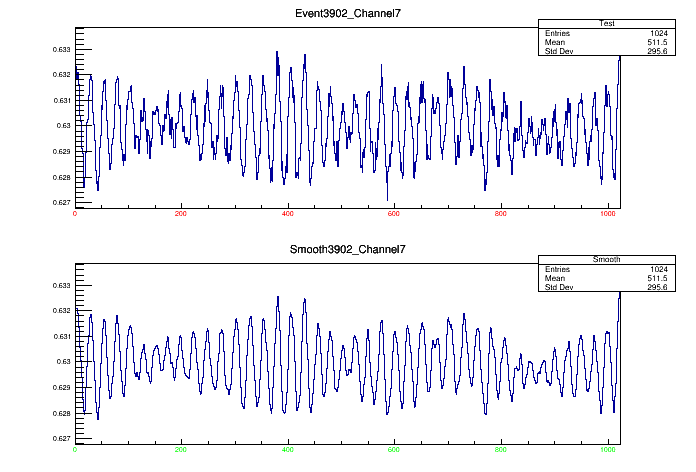 Event3902_Channel7
Test
Entries 1024
Mean 511.5
Std Dev 295.6
0.633
0.632
0.631
0.63
0.629
0.628
0.627
0 200 400 600 800 1000
Smooth3902_Channel7
Smooth
Entries 1024
Mean 511.5
Std Dev 295.6
0.633
0.632
0.631
0.63
0.629
0.628
0.627
0 200 400 600 800 1000